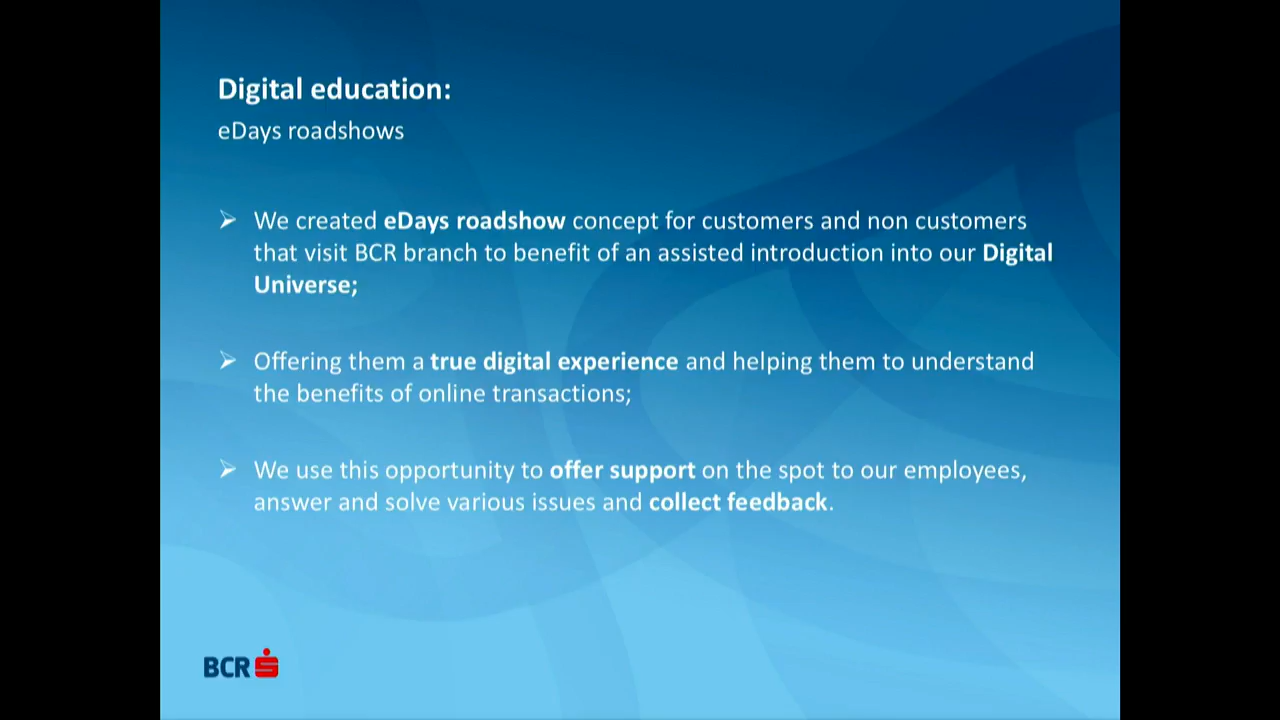 Digital education:
eDays roadshows
We created eDays roadshow concept for customers and non customers
that visit BCR branch to benefit of an assisted introduction into our Digital
Universe;
Offering them a true digital experience and helping them to understand
the benefits of online transactions;
We use this opportunity to offer support on the spot to our employees,
answer and solve various issues and collect feedback.
BCR